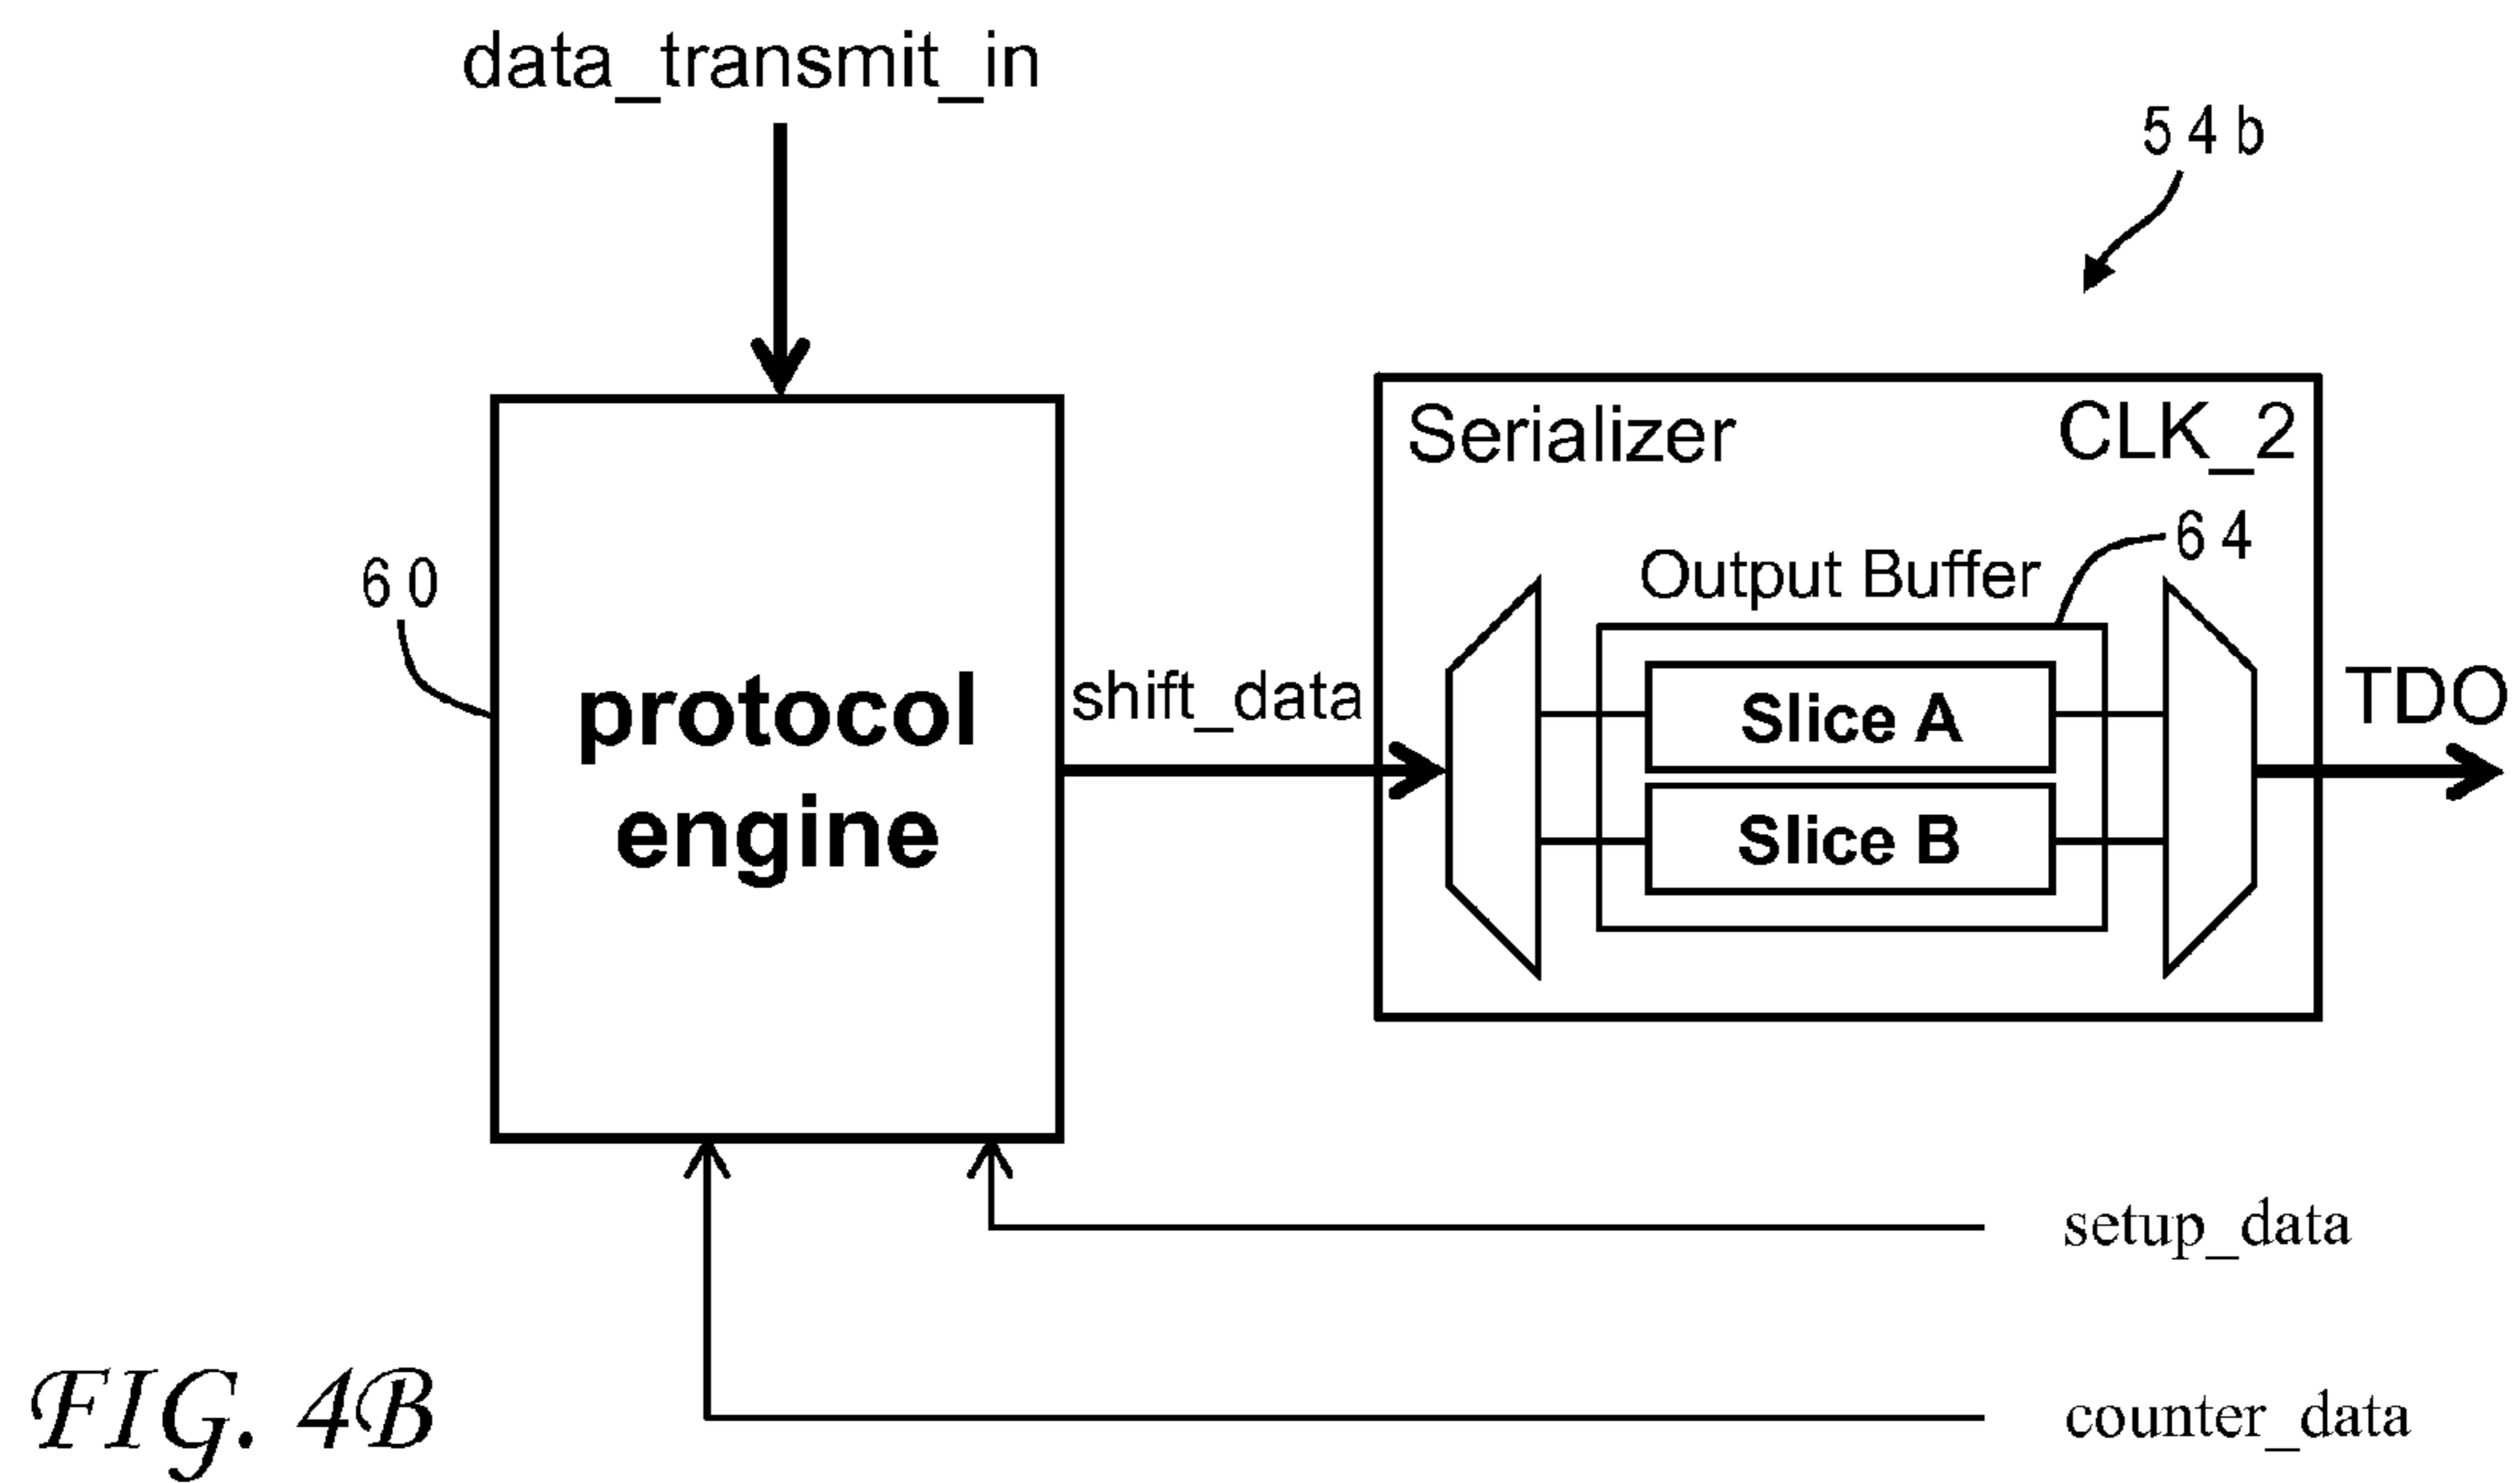 data_transmit_in
54b
Serializer
CLK_2
64
Output Buffer
60
protocol
engine
shift_data
Slice A
Slice B
TDO
setup_data
counter_data
FIG. 4B